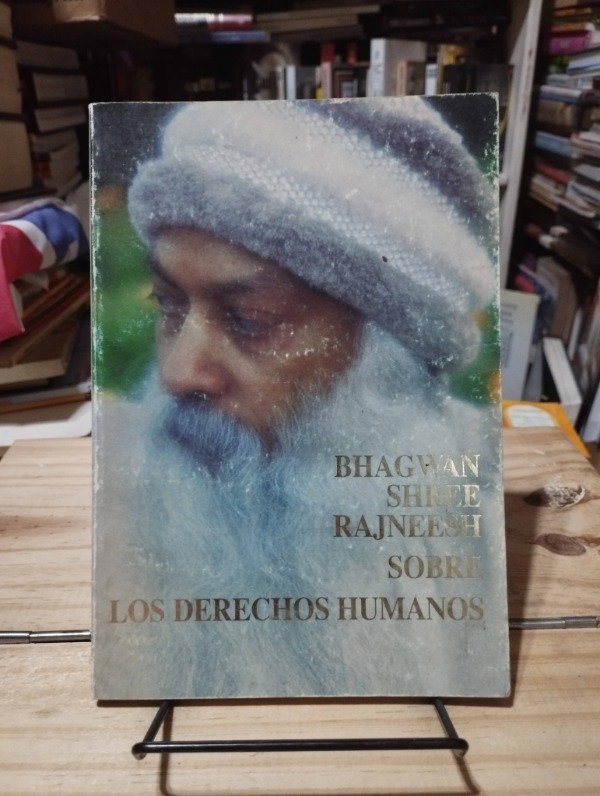 BHAGWAN
SHREE
RAJNEESH
SOBRE
LOS DERECHOS HUMANOS